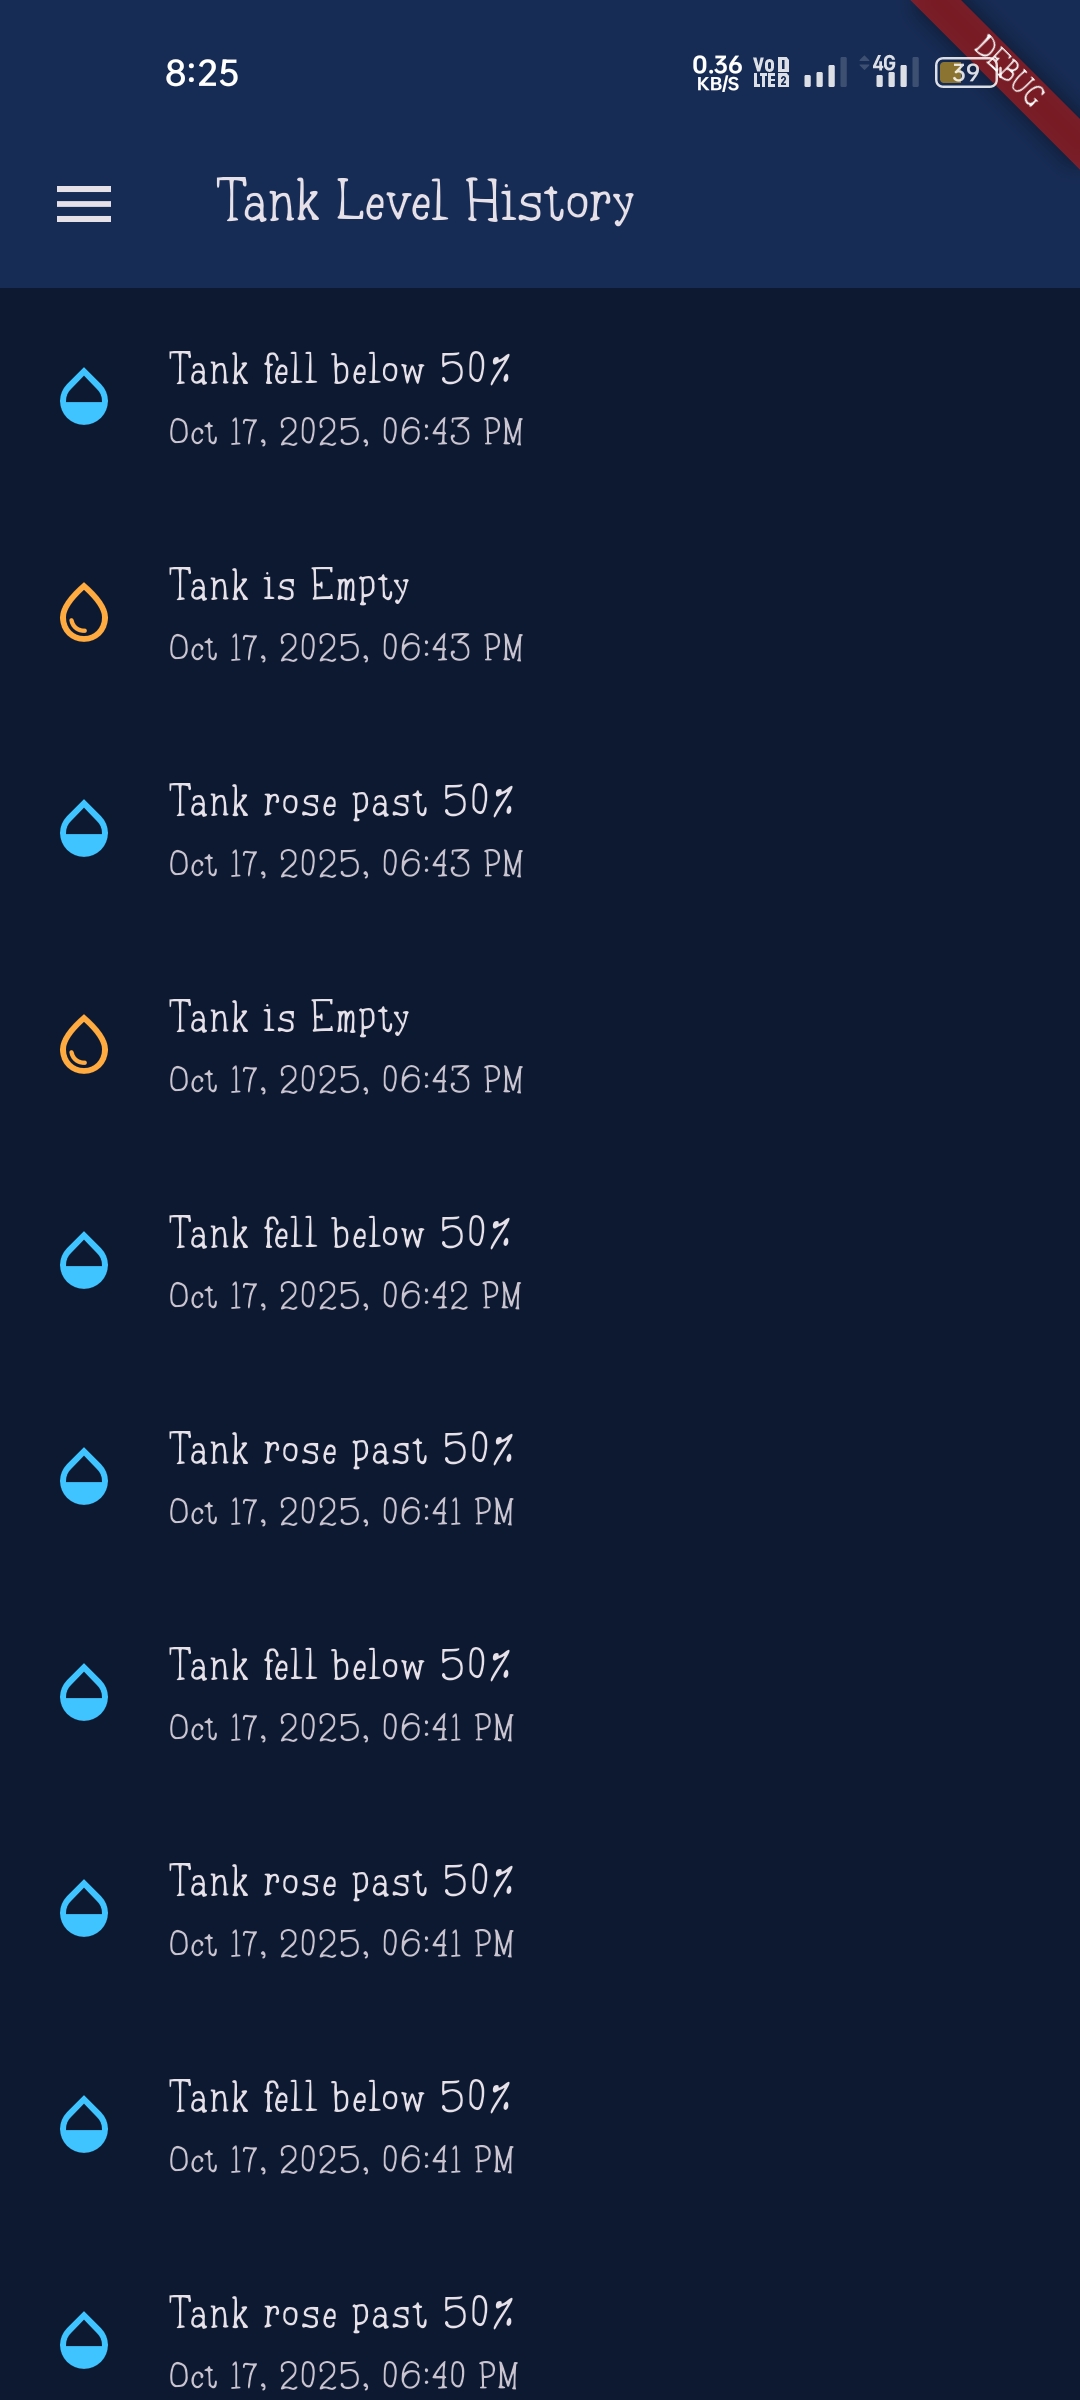 8:25
0.36 KB/S
Vo 1 LTE 2
4G
39
DEBUG
Tank Level History
Tank fell below 50%
Oct 17, 2025, 06:43 PM
Tank is Empty
Oct 17, 2025, 06:43 PM
Tank rose past 50%
Oct 17, 2025, 06:43 PM
Tank is Empty
Oct 17, 2025, 06:43 PM
Tank fell below 50%
Oct 17, 2025, 06:42 PM
Tank rose past 50%
Oct 17, 2025, 06:41 PM
Tank fell below 50%
Oct 17, 2025, 06:41 PM
Tank rose past 50%
Oct 17, 2025, 06:41 PM
Tank fell below 50%
Oct 17, 2025, 06:41 PM
Tank rose past 50%
Oct 17, 2025, 06:40 PM